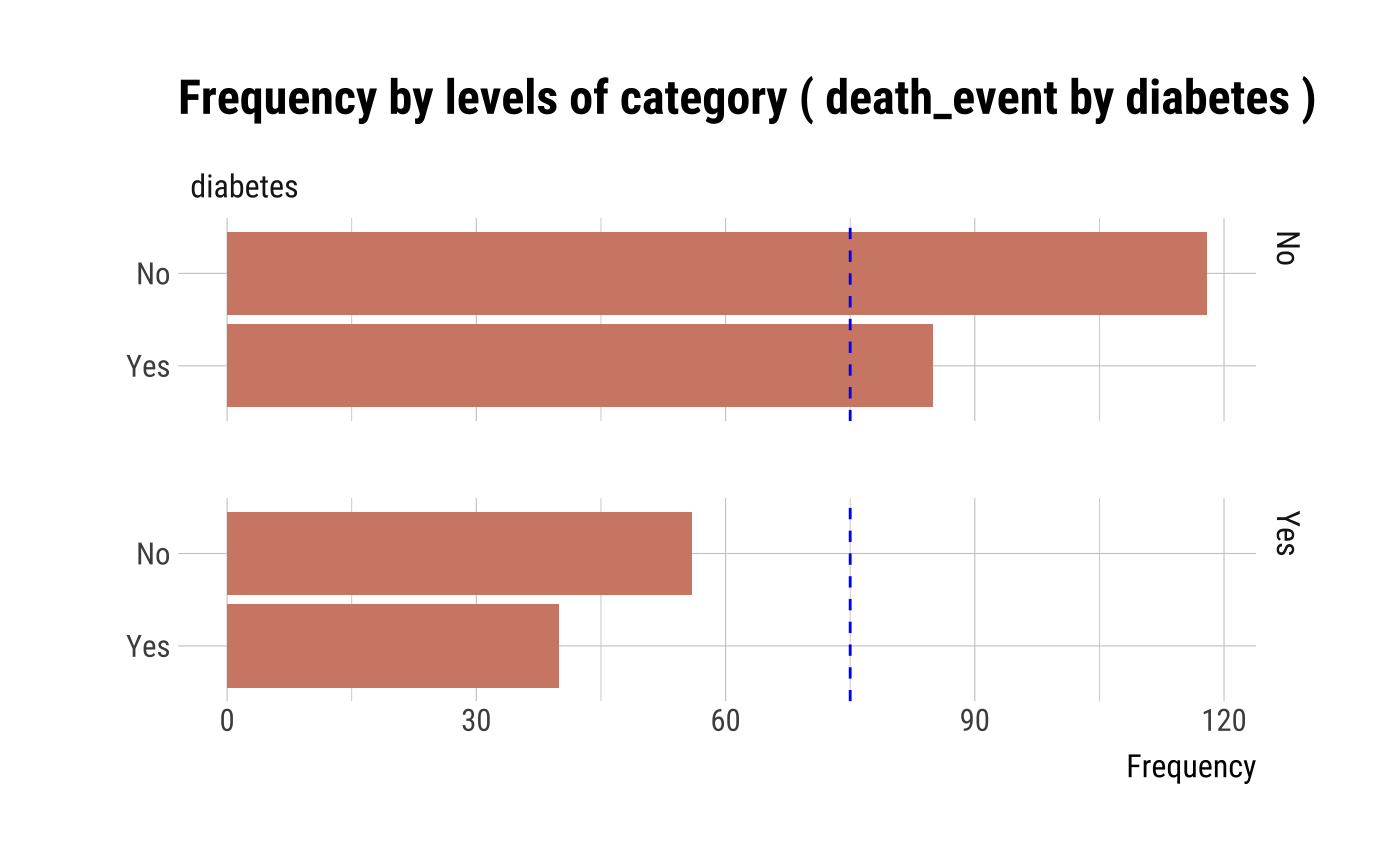 Frequency by levels of category ( death_event by diabetes )
diabetes
No
Yes
No
No
Yes
Yes
0 30 60 90 120
Frequency